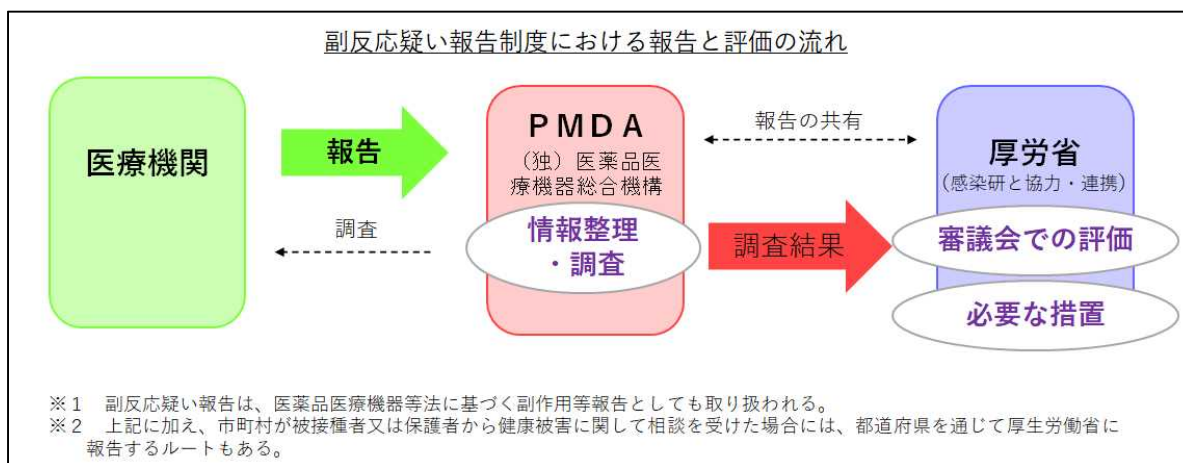 副反応疑い報告制度における報告と評価の流れ
医療機関
報告
調査
PMDA
（独）医薬品医
療機器総合機構
情報整理
・調査
報告の共有
調査結果
厚労省
（感染研と協力・連携）
審議会での評価
必要な措置
※１　副反応疑い報告は、医薬品医療機器等法に基づく副作用等報告としても取り扱われる。
※２　上記に加え、市町村が被接種者又は保護者から健康被害に関して相談を受けた場合には、都道府県を通じて厚生労働省に
報告するルートもある。